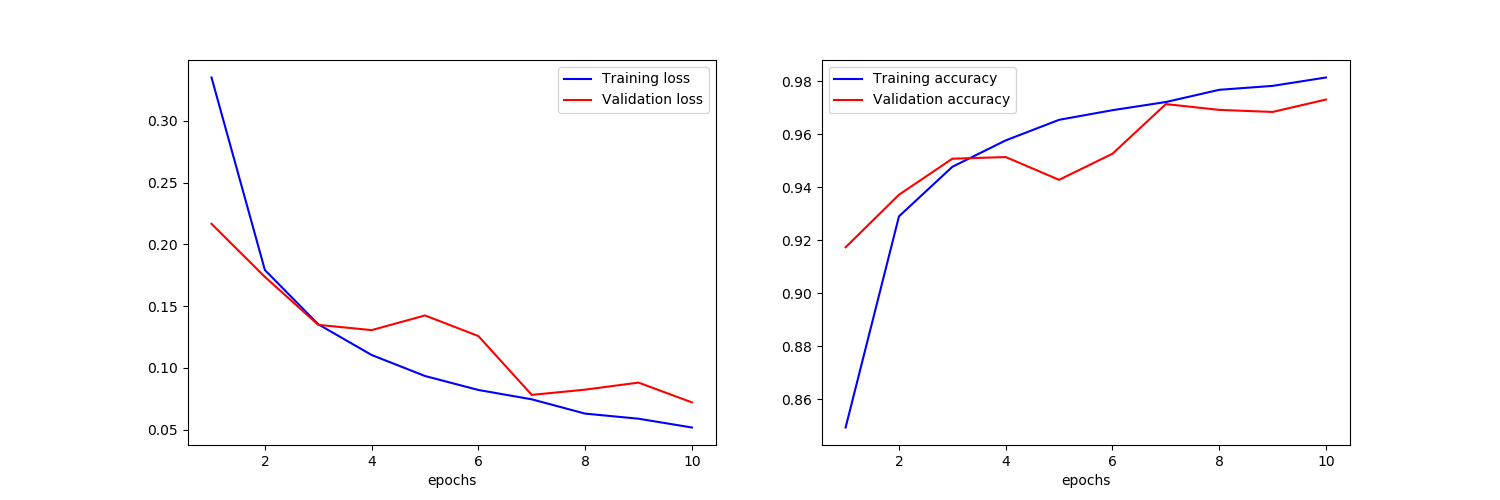 Training loss
Validation loss
0.30
0.25
0.20
0.15
0.10
0.05
2 4 6 8 10
epochs
Training accuracy
Validation accuracy
0.98
0.96
0.94
0.92
0.90
0.88
0.86
2 4 6 8 10
epochs